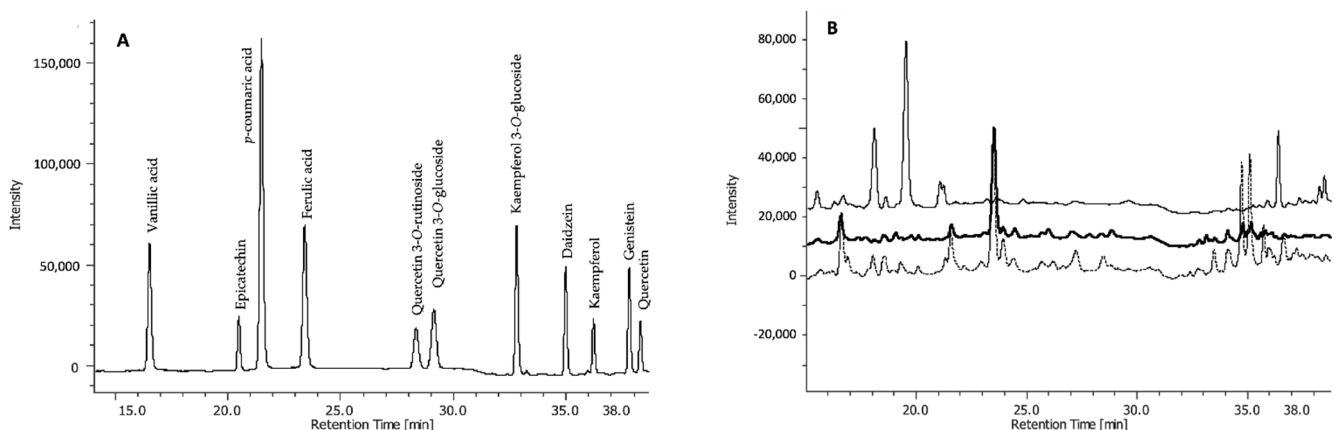 A
150,000
100,000
50,000
0
Intensity
Vanillic acid
Epicatechin
p-coumaric acid
Ferulic acid
Quercetin 3-O-rutinoside
Quercetin 3-O-glucoside
Kaempferol 3-O-glucoside
Daidzein
Kaempferol
Genistein
Quercetin
15.0 20.0 25.0 30.0 35.0 38.0
Retention Time [min]
B
80,000
60,000
40,000
20,000
0
-20,000
Intensity
20.0 25.0 30.0 35.0 38.0
Retention Time [min]